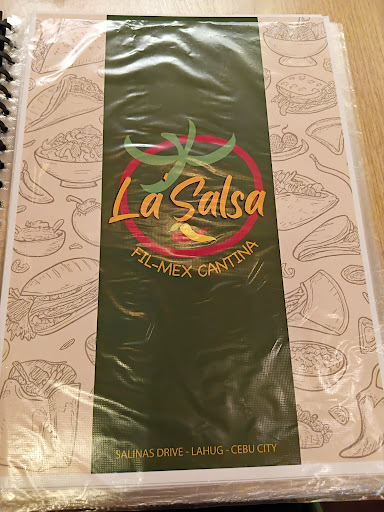 La Salsa
FIL-MEX CANTINA
SALINAS DRIVE - LAHUG - CEBU CITY